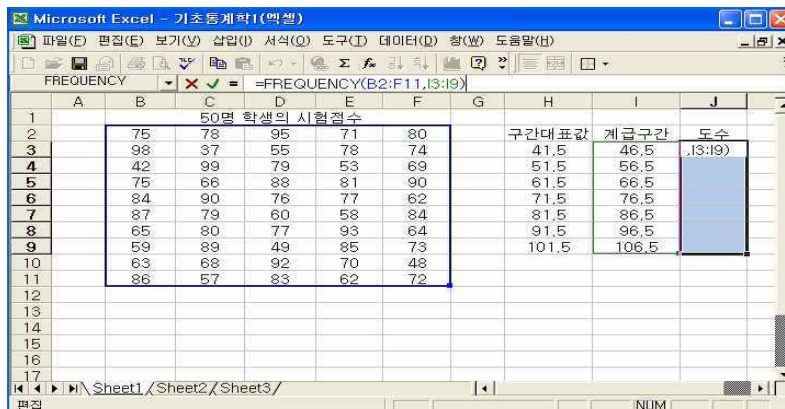 Microsoft Excel - 기초통계학1(엑셀)
파일(F) 편집(E) 보기(V) 삽입(I) 서식(O) 도구(T) 데이터(D) 창(W) 도움말(H)
FREQUENCY =FREQUENCY(B2:F11,I3:I9)
A B C D E F G H I J
1 50명 학생의 시험점수
2 75 78 95 71 80 구간대표값 계급구간 도수
3 98 37 55 78 74 41.5 46.5 ,I3:I9)
4 42 99 79 53 69 51.5 56.5
5 75 66 88 81 90 61.5 66.5
6 84 90 76 77 62 71.5 76.5
7 87 79 60 58 84 81.5 86.5
8 65 80 77 93 64 91.5 96.5
9 59 89 49 85 73 101.5 106.5
10 63 68 92 70 48
11 86 57 83 62 72
12
13
14
15
16
17
Sheet1 / Sheet2 / Sheet3 /
편집 NUM